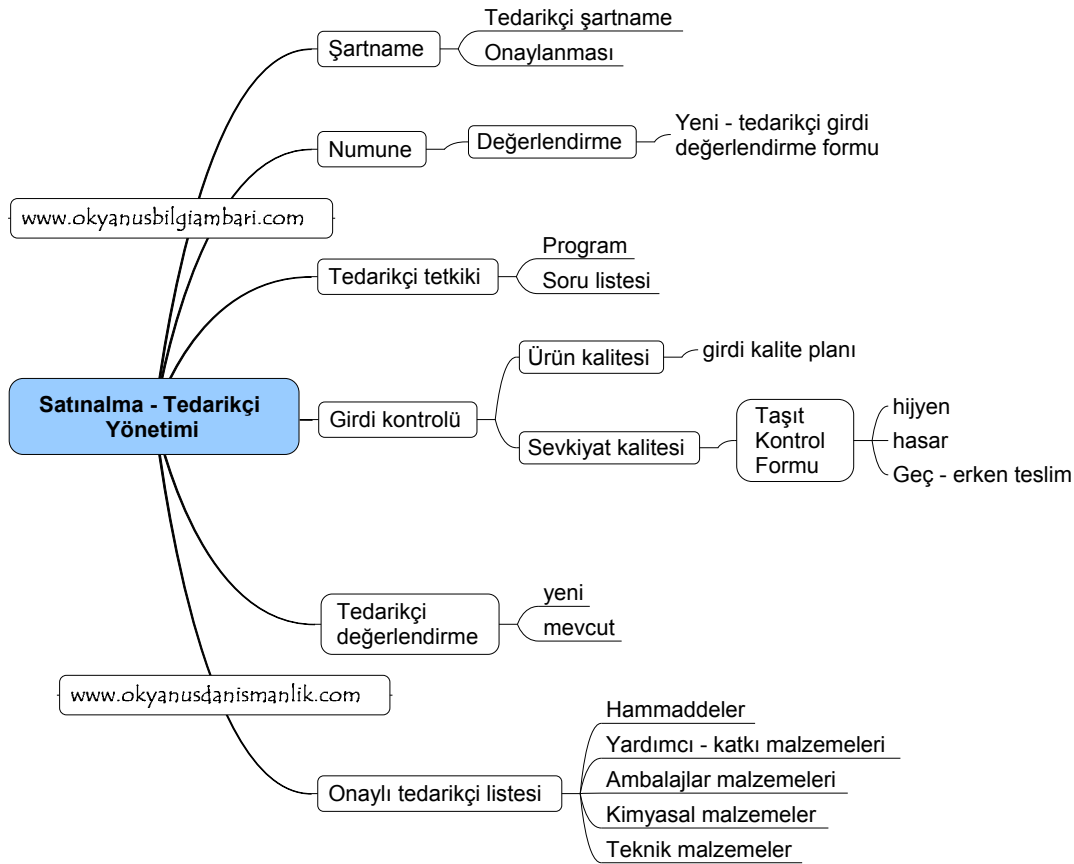 Tedarikçi şartname
Şartname
Onaylanması
Yeni - tedarikçi girdi
değerlendirme formu
Numune
Değerlendirme
www.okyanusbilgiambari.com
Program
Tedarikçi tetkiki
Soru listesi
Ürün kalitesi
girdi kalite planı
Satınalma - Tedarikçi
Yönetimi
Girdi kontrolü
Sevkiyat kalitesi
Taşıt
Kontrol
Formu
hijyen
hasar
Geç - erken teslim
Tedarikçi
değerlendirme
yeni
mevcut
www.okyanusdanismanlik.com
Onaylı tedarikçi listesi
Hammaddeler
Yardımcı - katkı malzemeleri
Ambalajlar malzemeleri
Kimyasal malzemeler
Teknik malzemeler